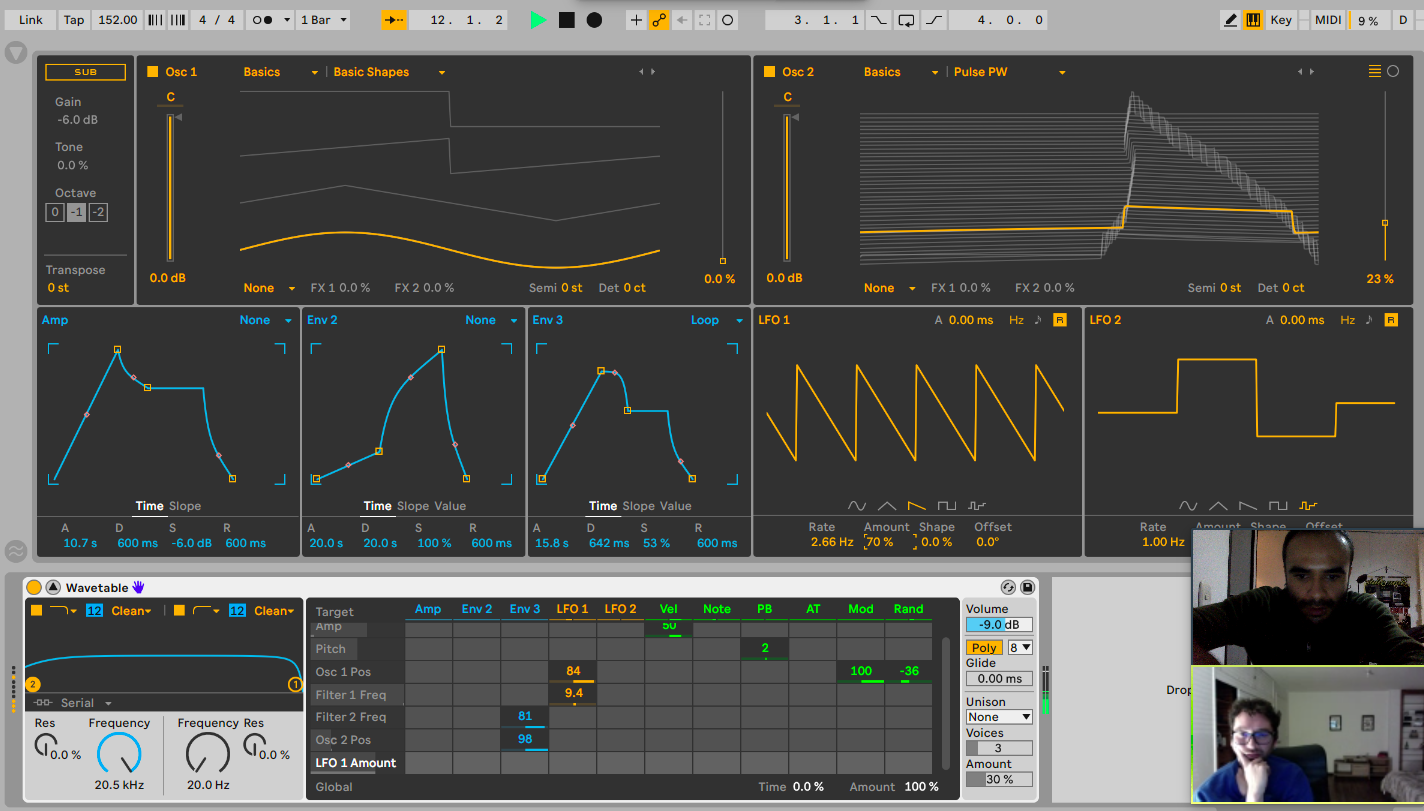 Link Tap 152.00 4 / 4 1 Bar 12. 1. 2 3. 1. 1 4. 0. 0 Key MIDI 9 % D
SUB
Gain
-6.0 dB
Tone
0.0 %
Octave
0 -1 -2
Transpose
0 st
Osc 1 Basics Basic Shapes
C
0.0 dB
0.0 %
None FX 1 0.0 % FX 2 0.0 % Semi 0 st Det 0 ct
Osc 2 Basics Pulse PW
C
0.0 dB
23 %
None FX 1 0.0 % FX 2 0.0 % Semi 0 st Det 0 ct
Amp None
Time Slope
A D S R
10.7 s 600 ms -6.0 dB 600 ms
Env 2 None
Time Slope Value
A D S R
20.0 s 20.0 s 100 % 600 ms
Env 3 Loop
Time Slope Value
A D S R
15.8 s 642 ms 53 % 600 ms
LFO 1 A 0.00 ms Hz R
Rate Amount Shape Offset
2.66 Hz 70 % 0.0 % 0.0°
LFO 2 A 0.00 ms Hz R
Rate Amount Shape Offset
1.00 Hz
Wavetable
12 Clean 12 Clean
2 1
Serial
Res Frequency Frequency Res
0.0 % 0.0 %
20.5 kHz 20.0 Hz
Target Amp Env 2 Env 3 LFO 1 LFO 2 Vel Note PB AT Mod Rand
Amp 50
Pitch 2
Osc 1 Pos 84 100 -36
Filter 1 Freq 9.4
Filter 2 Freq 81
Osc 2 Pos 98
LFO 1 Amount
Global Time 0.0 % Amount 100 %
Volume
-9.0 dB
Poly 8
Glide
0.00 ms
Unison
None
Voices
3
Amount
30 %
Drop